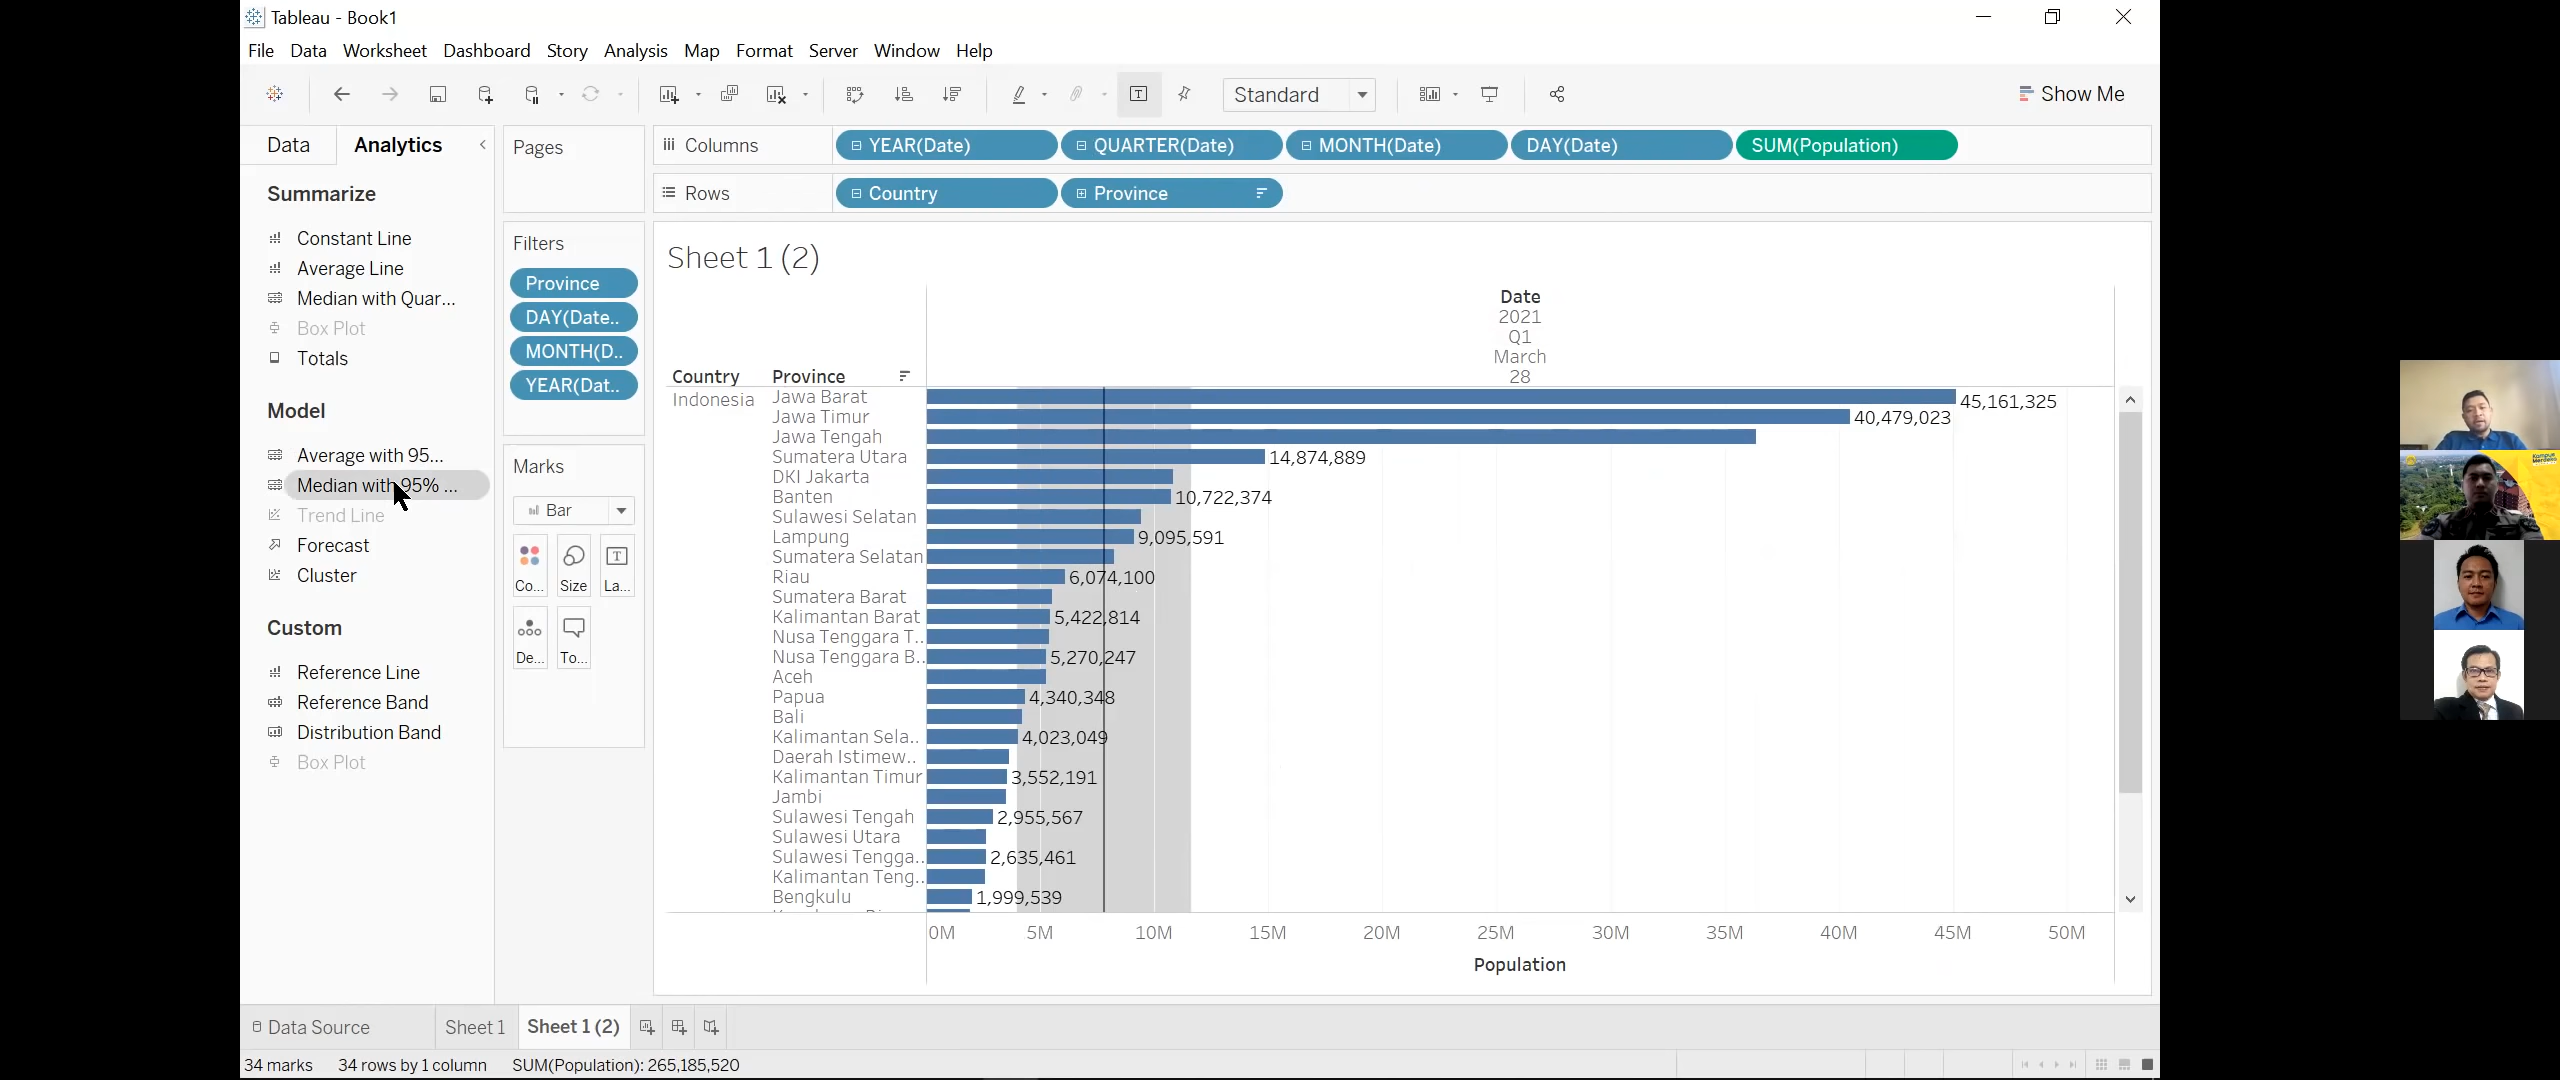 Tableau - Book1
File Data Worksheet Dashboard Story Analysis Map Format Server Window Help
Standard
Show Me
Data Analytics
Summarize
Constant Line
Average Line
Median with Quar...
Box Plot
Totals
Model
Average with 95...
Median with 95% ...
Trend Line
Forecast
Cluster
Custom
Reference Line
Reference Band
Distribution Band
Box Plot
Pages
Filters
Province
DAY(Date..
MONTH(D..
YEAR(Dat..
Marks
Bar
Co... Size La...
De... To...
Columns YEAR(Date) QUARTER(Date) MONTH(Date) DAY(Date) SUM(Population)
Rows Country Province
Sheet 1 (2)
Date
2021
Q1
March
28
Country Province
Indonesia Jawa Barat 45,161,325
Jawa Timur 40,479,023
Jawa Tengah
Sumatera Utara 14,874,889
DKI Jakarta
Banten 10,722,374
Sulawesi Selatan
Lampung 9,095,591
Sumatera Selatan
Riau 6,074,100
Sumatera Barat
Kalimantan Barat 5,422,814
Nusa Tenggara T..
Nusa Tenggara B.. 5,270,247
Aceh
Papua 4,340,348
Bali
Kalimantan Sela.. 4,023,049
Daerah Istimew..
Kalimantan Timur 3,552,191
Jambi
Sulawesi Tengah 2,955,567
Sulawesi Utara
Sulawesi Tengga.. 2,635,461
Kalimantan Teng..
Bengkulu 1,999,539
0M 5M 10M 15M 20M 25M 30M 35M 40M 45M 50M
Population
Data Source Sheet 1 Sheet 1 (2)
34 marks 34 rows by 1 column SUM(Population): 265,185,520
Kampus
Merdeka